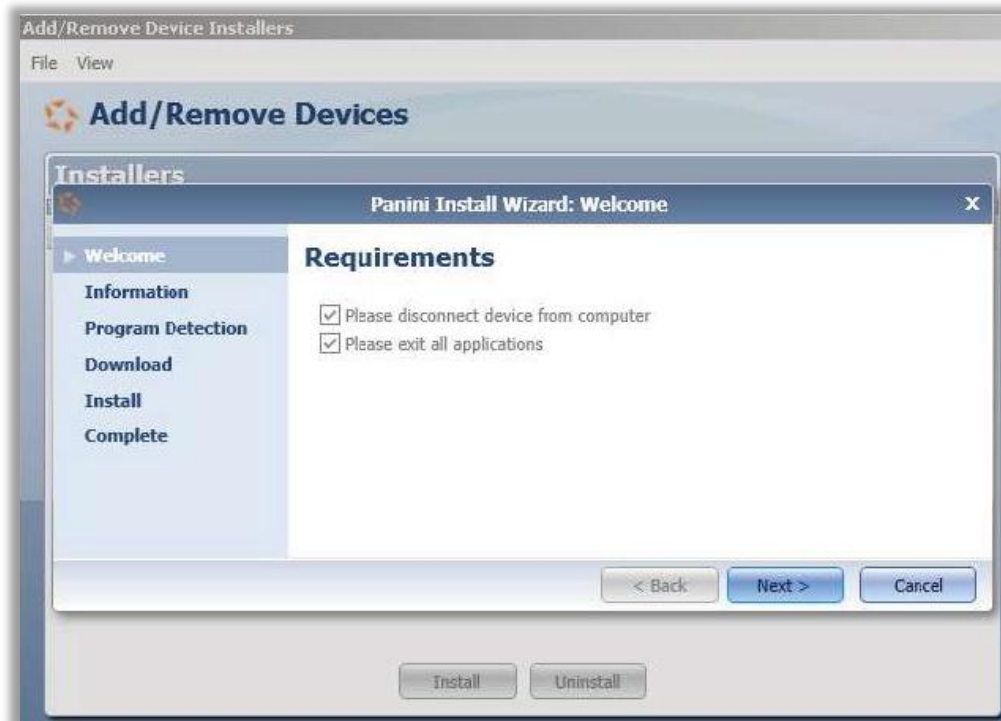 Add/Remove Device Installers
File View
Add/Remove Devices
Installers
Panini Install Wizard: Welcome X
Welcome
Information
Program Detection
Download
Install
Complete
Requirements
Please disconnect device from computer
Please exit all applications
< Back Next > Cancel
Install Uninstall